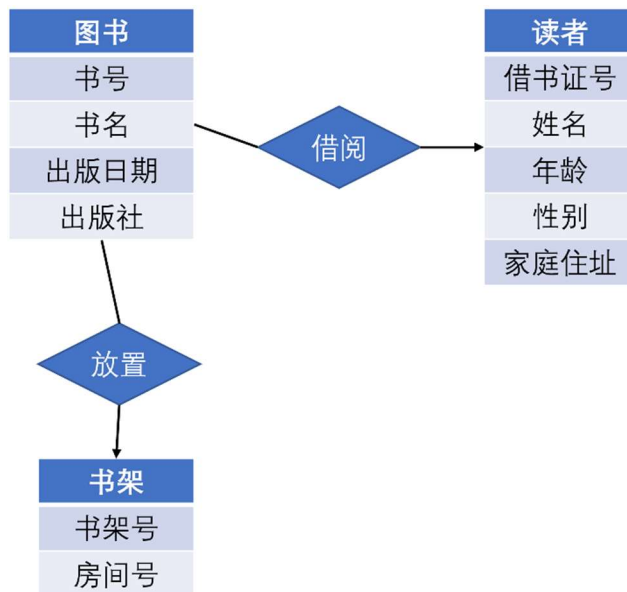 图书
书号
书名
出版日期
出版社
借阅
读者
借书证号
姓名
年龄
性别
家庭住址
放置
书架
书架号
房间号